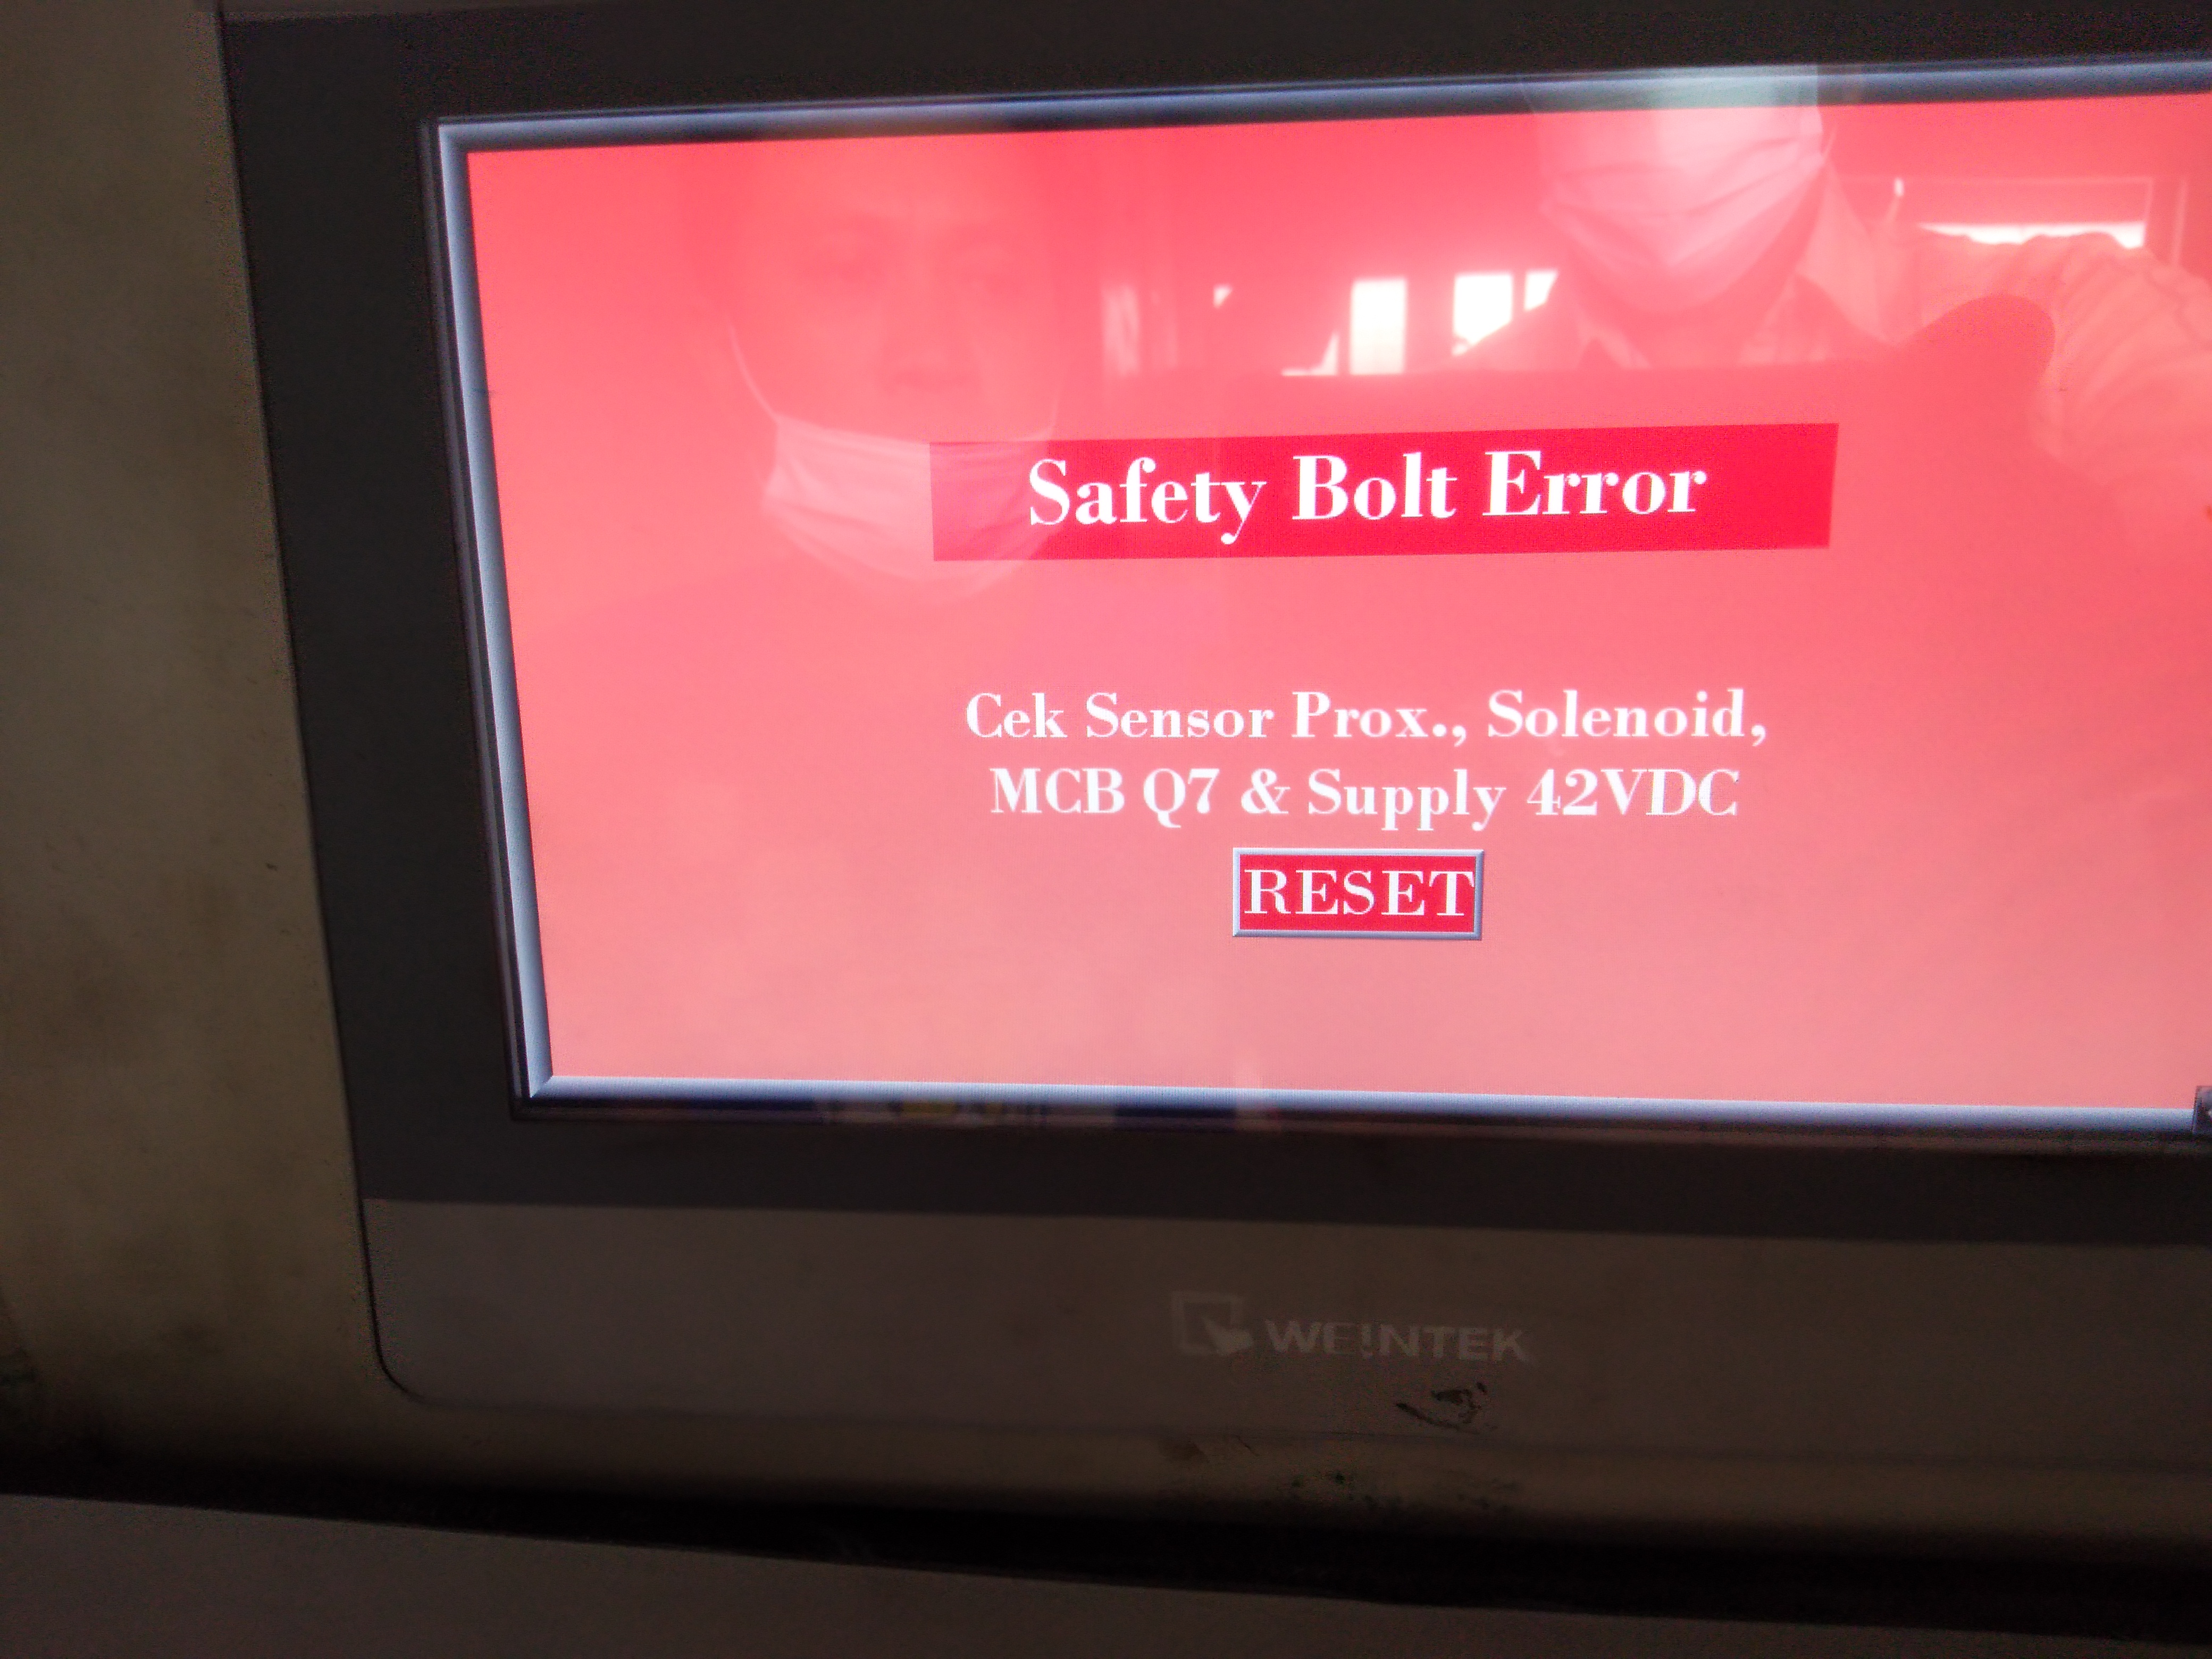 Safety Bolt Error
Cek Sensor Prox., Solenoid,
MCB Q7 & Supply 42VDC
RESET
WEINTEK